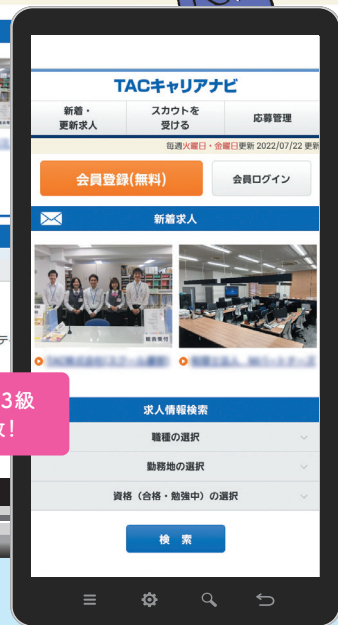 TACキャリアナビ
新着・
更新求人
スカウトを
受ける
応募管理
毎週火曜日・金曜日更新 2022/07/22 更新
会員登録(無料)
会員ログイン
新着求人
総合受付
3級
求人情報検索
職種の選択
勤務地の選択
資格（合格・勉強中）の選択
検 索